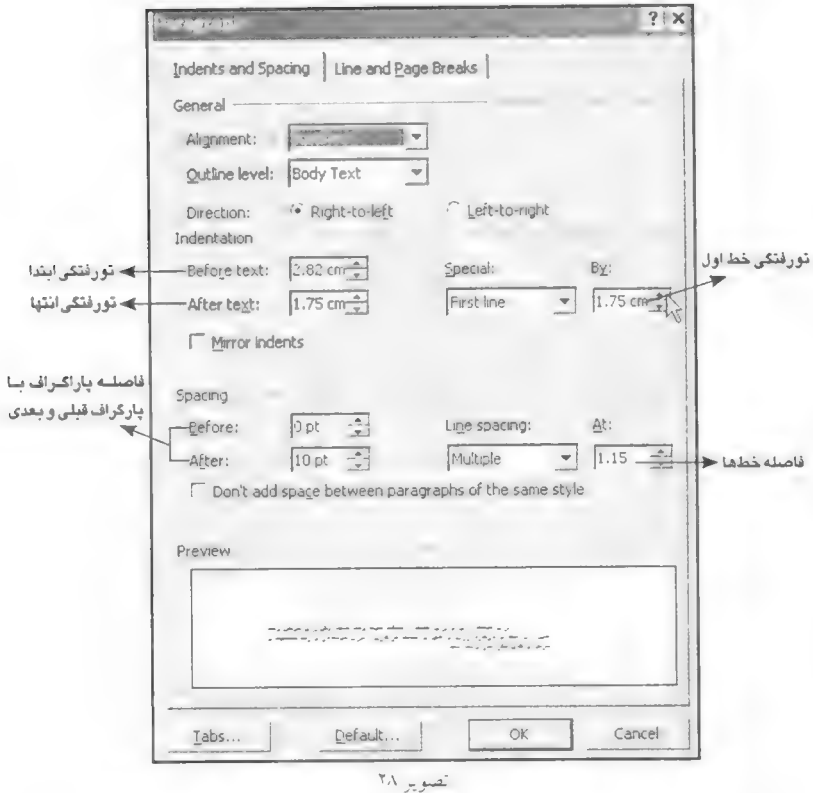 ? ×
Indents and Spacing Line and Page Breaks
General
Alignment:
Outline level: Body Text
Direction: Right-to-left Left-to-right
Indentation
تورفتگی ابتدا Before text: 2.82 cm Special: By: تورفتگی خط اول
تورفتگی انتها After text: 1.75 cm First line 1.75 cm
Mirror indents
فاصله پاراگراف با
پارگراف قبلی و بعدی
Spacing
Before: 0 pt Line spacing: At:
After: 10 pt Multiple 1.15 فاصله خط‌ها
Don't add space between paragraphs of the same style
Preview
Tabs... Default... OK Cancel
تصویر ۲۸